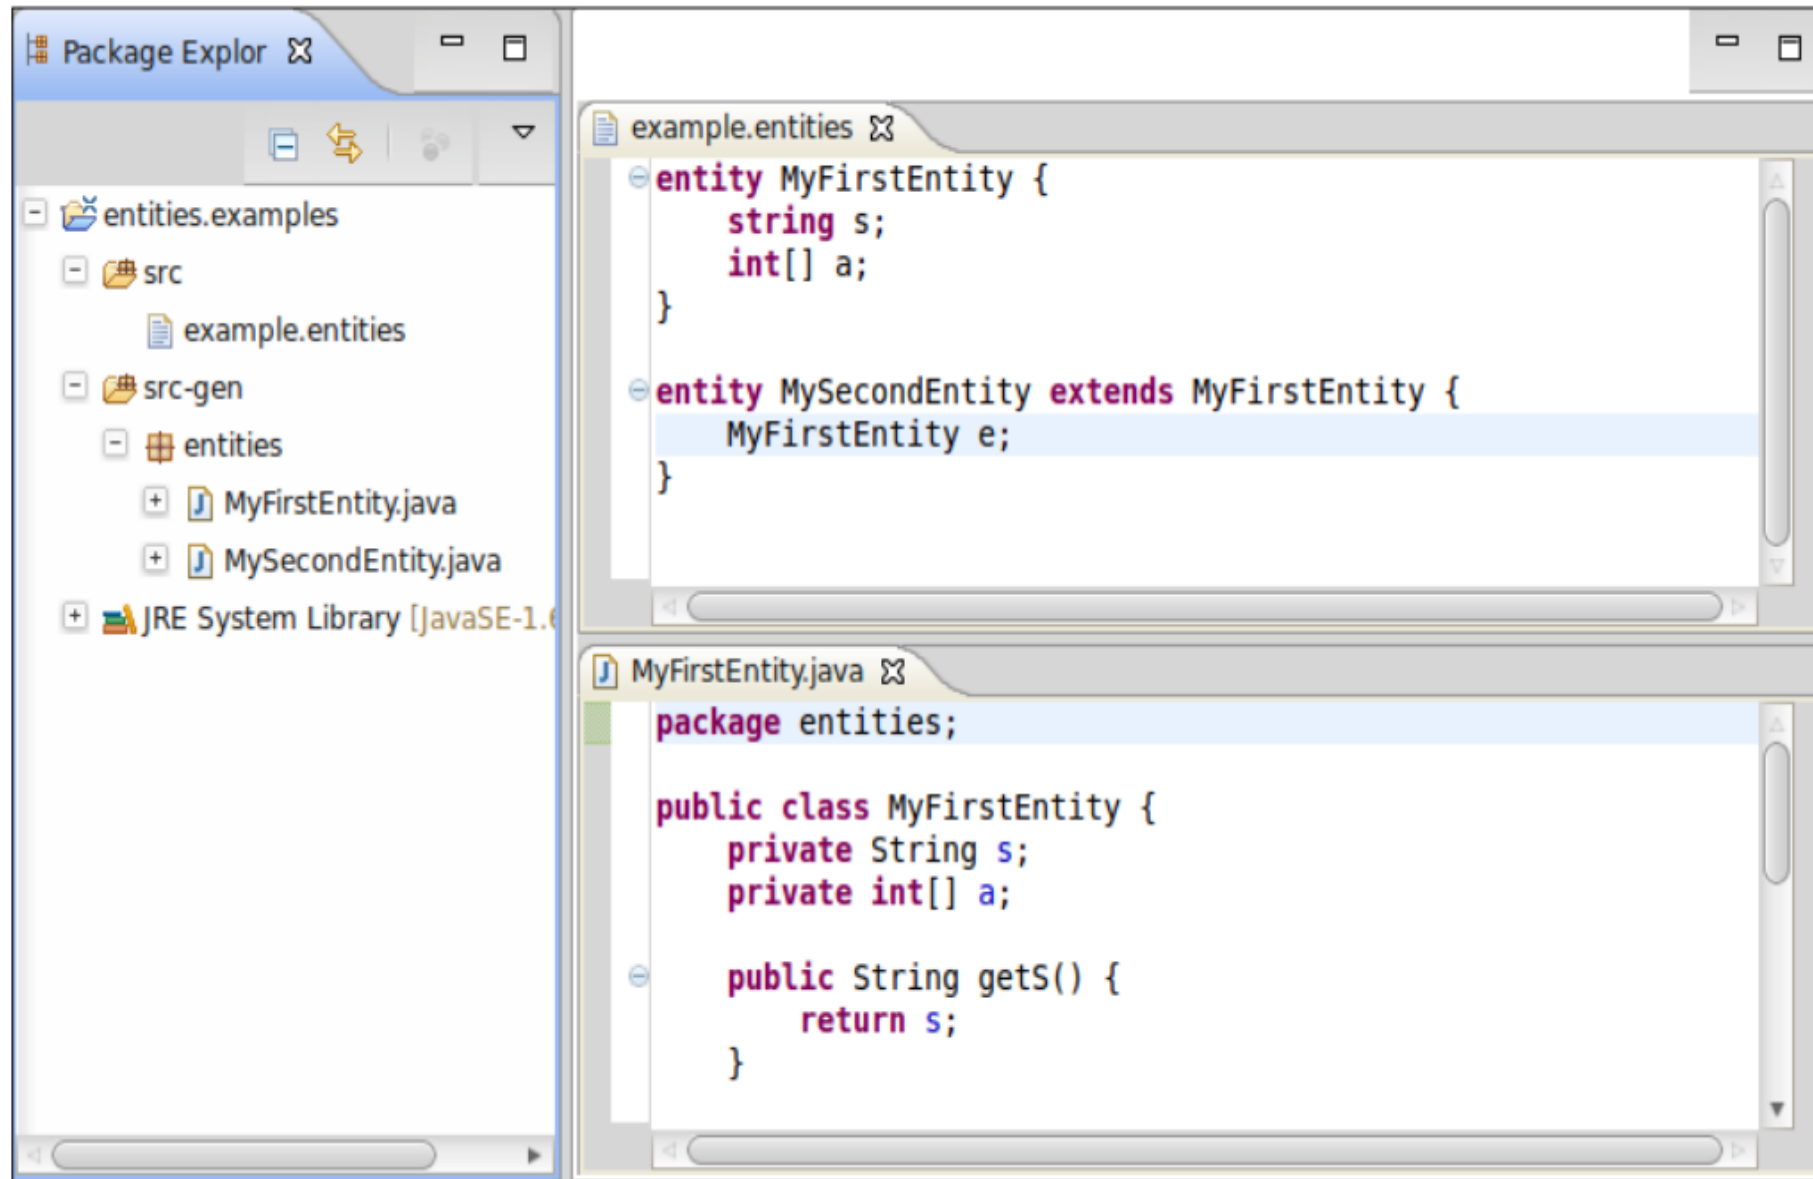 Package Explor
entities.examples
src
example.entities
src-gen
entities
MyFirstEntity.java
MySecondEntity.java
JRE System Library [JavaSE-1.6
example.entities
entity MyFirstEntity {
string s;
int[] a;
}
entity MySecondEntity extends MyFirstEntity {
MyFirstEntity e;
}
MyFirstEntity.java
package entities;
public class MyFirstEntity {
private String s;
private int[] a;
public String getS() {
return s;
}